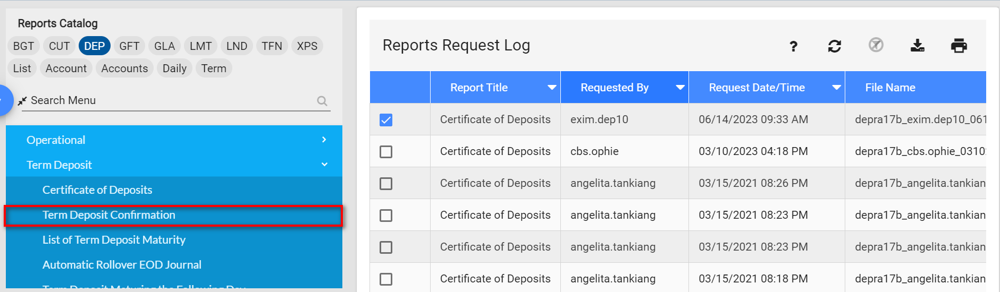 Reports Catalog
BGT CUT DEP GFT GLA LMT LND TFN XPS
List Account Accounts Daily Term
Search Menu
Operational
Term Deposit
Certificate of Deposits
Term Deposit Confirmation
List of Term Deposit Maturity
Automatic Rollover EOD Journal
Term Deposit Maturing the Following Day
Reports Request Log ?
Report Title Requested By Request Date/Time File Name
Certificate of Deposits exim.dep10 06/14/2023 09:33 AM depra17b_exim.dep10_061
Certificate of Deposits cbs.ophie 03/10/2023 04:18 PM depra17b_cbs.ophie_0310
Certificate of Deposits angelita.tankiang 03/15/2021 08:26 PM depra17b_angelita.tankian
Certificate of Deposits angelita.tankiang 03/15/2021 08:23 PM depra17b_angelita.tankian
Certificate of Deposits angelita.tankiang 03/15/2021 08:23 PM depra17b_angelita.tankian
Certificate of Deposits angelita.tankiang 03/15/2021 08:18 PM depra17b_angelita.tankian